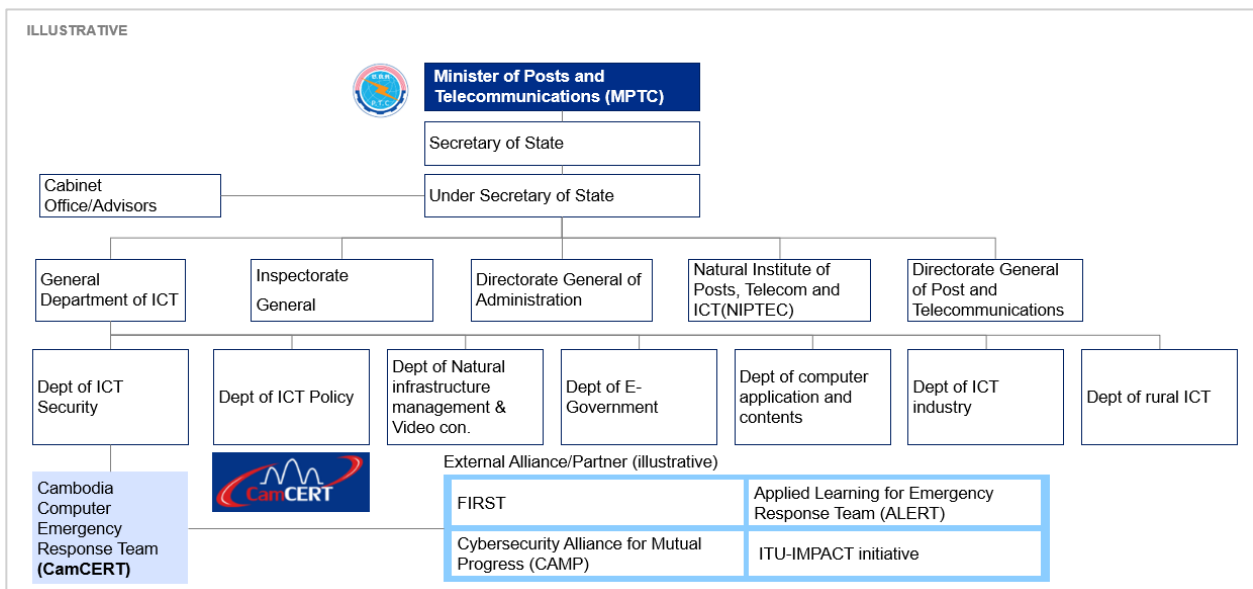 ILLUSTRATIVE
Minister of Posts and
Telecommunications (MPTC)
Secretary of State
Cabinet
Office/Advisors
Under Secretary of State
General
Department of ICT
Inspectorate
General
Directorate General of
Administration
Natural Institute of
Posts, Telecom and
ICT(NIPTEC)
Directorate General
of Post and
Telecommunications
Dept of ICT
Security
Dept of ICT Policy
Dept of Natural
infrastructure
management &
Video con.
Dept of E-
Government
Dept of computer
application and
contents
Dept of ICT
industry
Dept of rural ICT
Cambodia
Computer
Emergency
Response Team
(CamCERT)
CamCERT
External Alliance/Partner (illustrative)
FIRST
Applied Learning for Emergency
Response Team (ALERT)
Cybersecurity Alliance for Mutual
Progress (CAMP)
ITU-IMPACT initiative